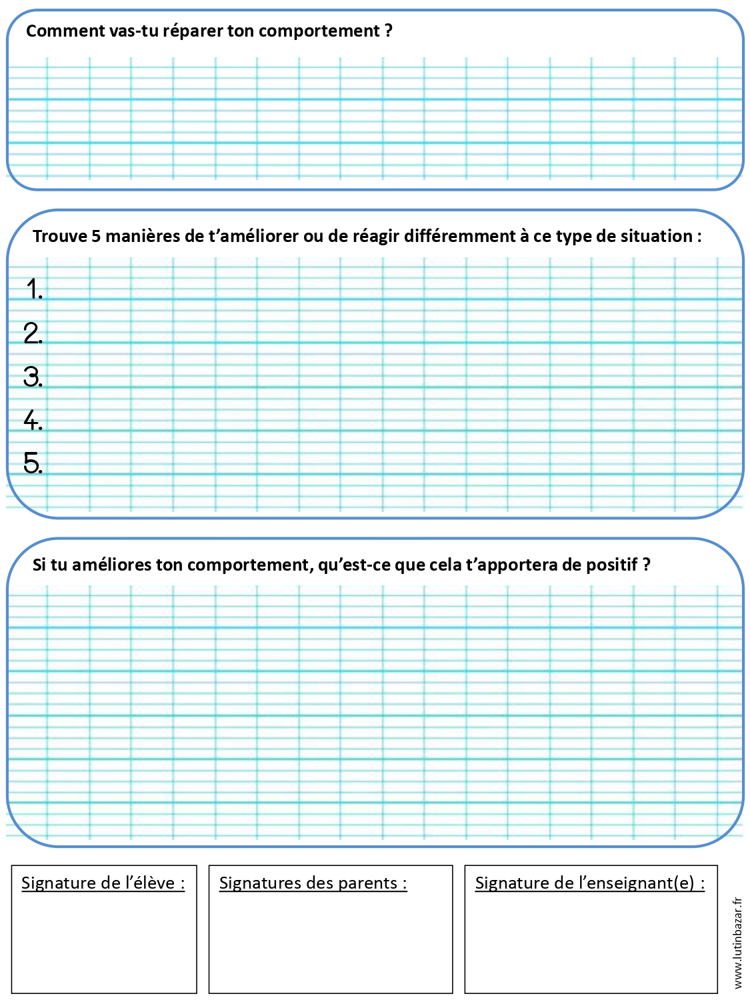 Comment vas-tu réparer ton comportement ?
Trouve 5 manières de t’améliorer ou de réagir différemment à ce type de situation :
1.
2.
3.
4.
5.
Si tu améliores ton comportement, qu’est-ce que cela t’apportera de positif ?
Signature de l’élève :
Signatures des parents :
Signature de l’enseignant(e) :
www.lutinbazar.fr